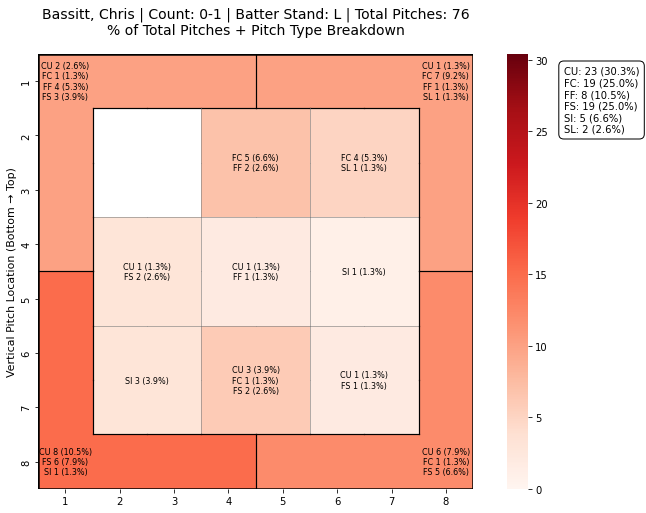 Bassitt, Chris | Count: 0-1 | Batter Stand: L | Total Pitches: 76
% of Total Pitches + Pitch Type Breakdown
CU 2 (2.6%)
FC 1 (1.3%)
FF 4 (5.3%)
FS 3 (3.9%)
CU 1 (1.3%)
FC 7 (9.2%)
FF 1 (1.3%)
SL 1 (1.3%)
FC 5 (6.6%)
FF 2 (2.6%)
FC 4 (5.3%)
SL 1 (1.3%)
CU 1 (1.3%)
FS 2 (2.6%)
CU 1 (1.3%)
FF 1 (1.3%)
SI 1 (1.3%)
SI 3 (3.9%)
CU 3 (3.9%)
FC 1 (1.3%)
FS 2 (2.6%)
CU 1 (1.3%)
FS 1 (1.3%)
CU 8 (10.5%)
FS 6 (7.9%)
SI 1 (1.3%)
CU 6 (7.9%)
FC 1 (1.3%)
FS 5 (6.6%)
Vertical Pitch Location (Bottom → Top)
1
2
3
4
5
6
7
8
1
2
3
4
5
6
7
8
30
25
20
15
10
5
0
CU: 23 (30.3%)
FC: 19 (25.0%)
FF: 8 (10.5%)
FS: 19 (25.0%)
SI: 5 (6.6%)
SL: 2 (2.6%)